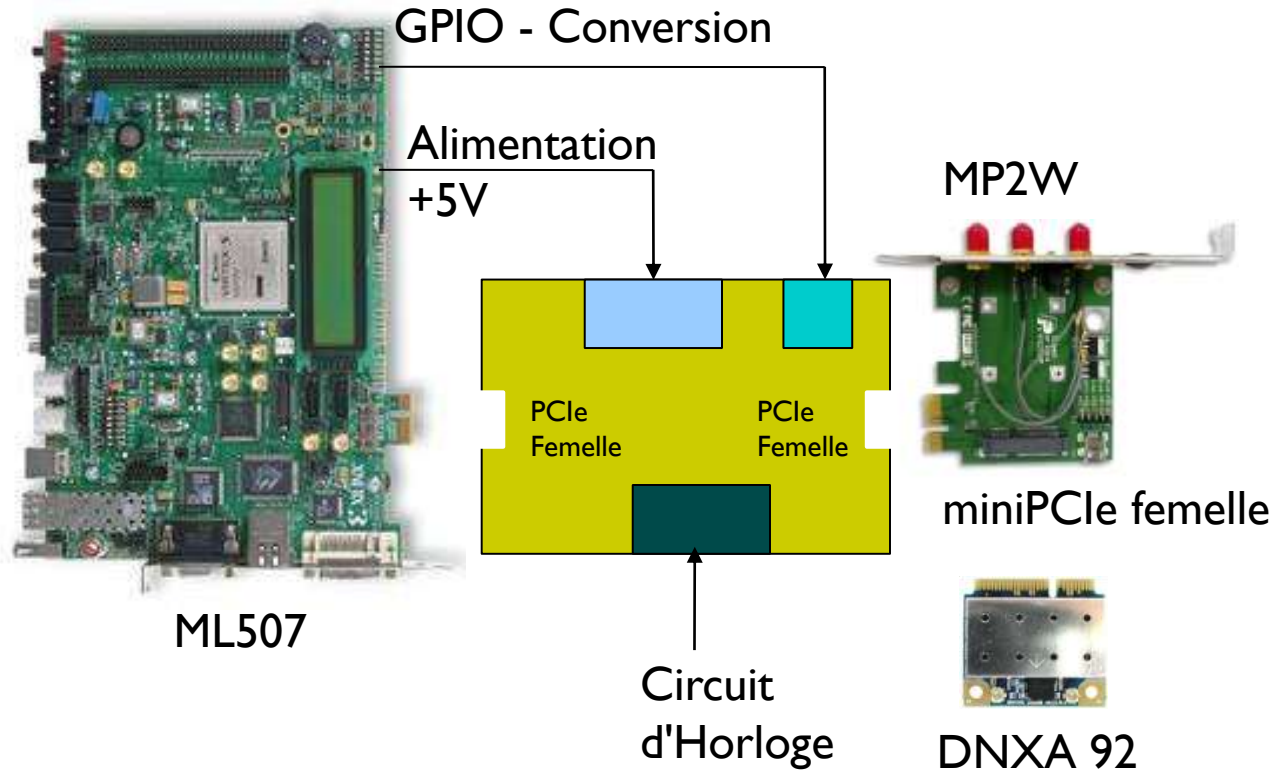 GPIO - Conversion
Alimentation
+5V
MP2W
PCIe
Femelle
PCIe
Femelle
miniPCIe femelle
ML507
Circuit
d'Horloge
DNXA 92